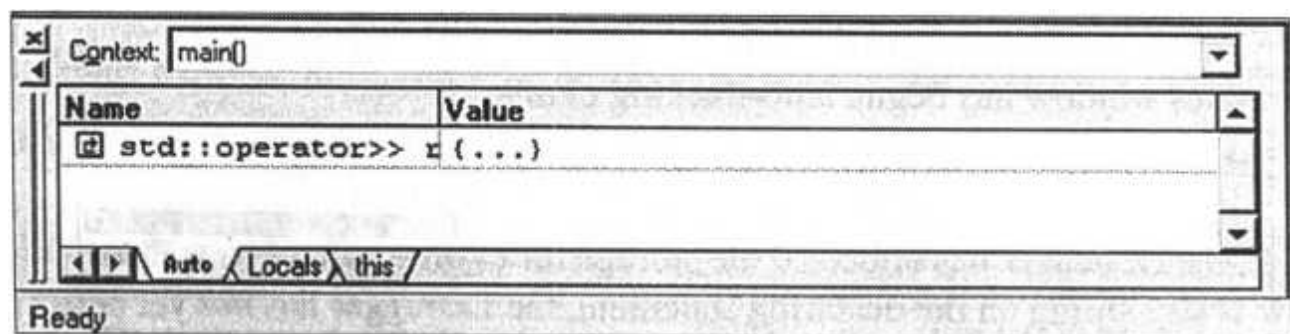 Context: main()
Name Value
std::operator>> r {...}
Auto Locals this
Ready